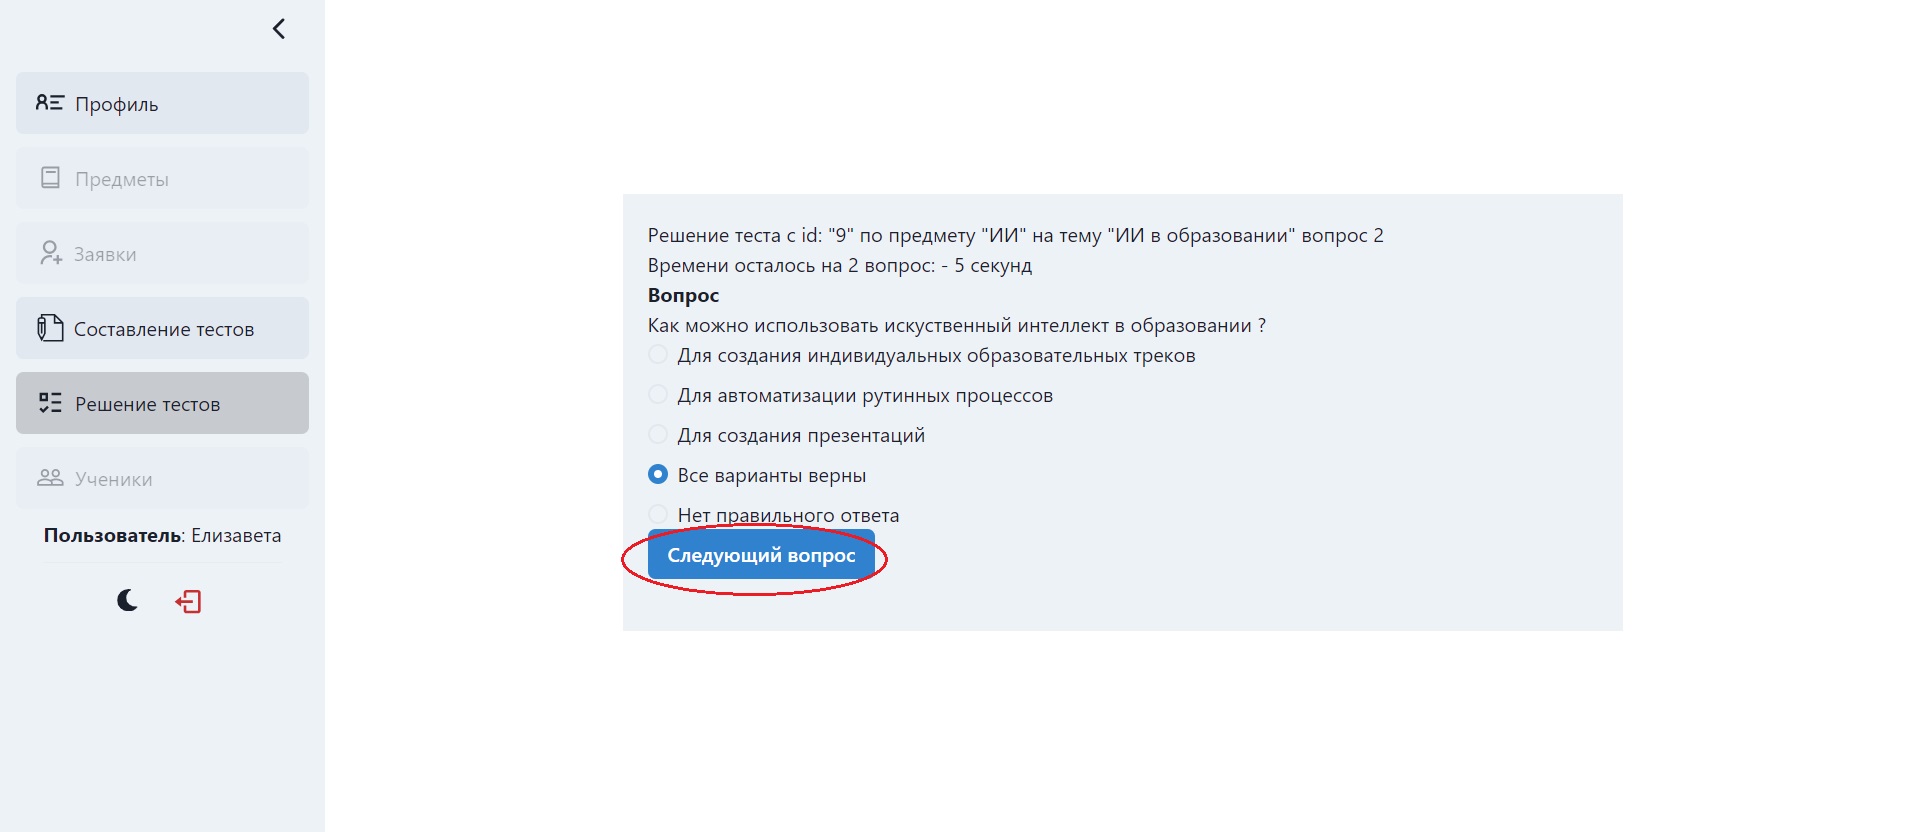 Профиль
Предметы
Заявки
Составление тестов
Решение тестов
Ученики
Пользователь: Елизавета
Решение теста с id: "9" по предмету "ИИ" на тему "ИИ в образовании" вопрос 2
Времени осталось на 2 вопрос: - 5 секунд
Вопрос
Как можно использовать искуственный интеллект в образовании ?
Для создания индивидуальных образовательных треков
Для автоматизации рутинных процессов
Для создания презентаций
Все варианты верны
Нет правильного ответа
Следующий вопрос